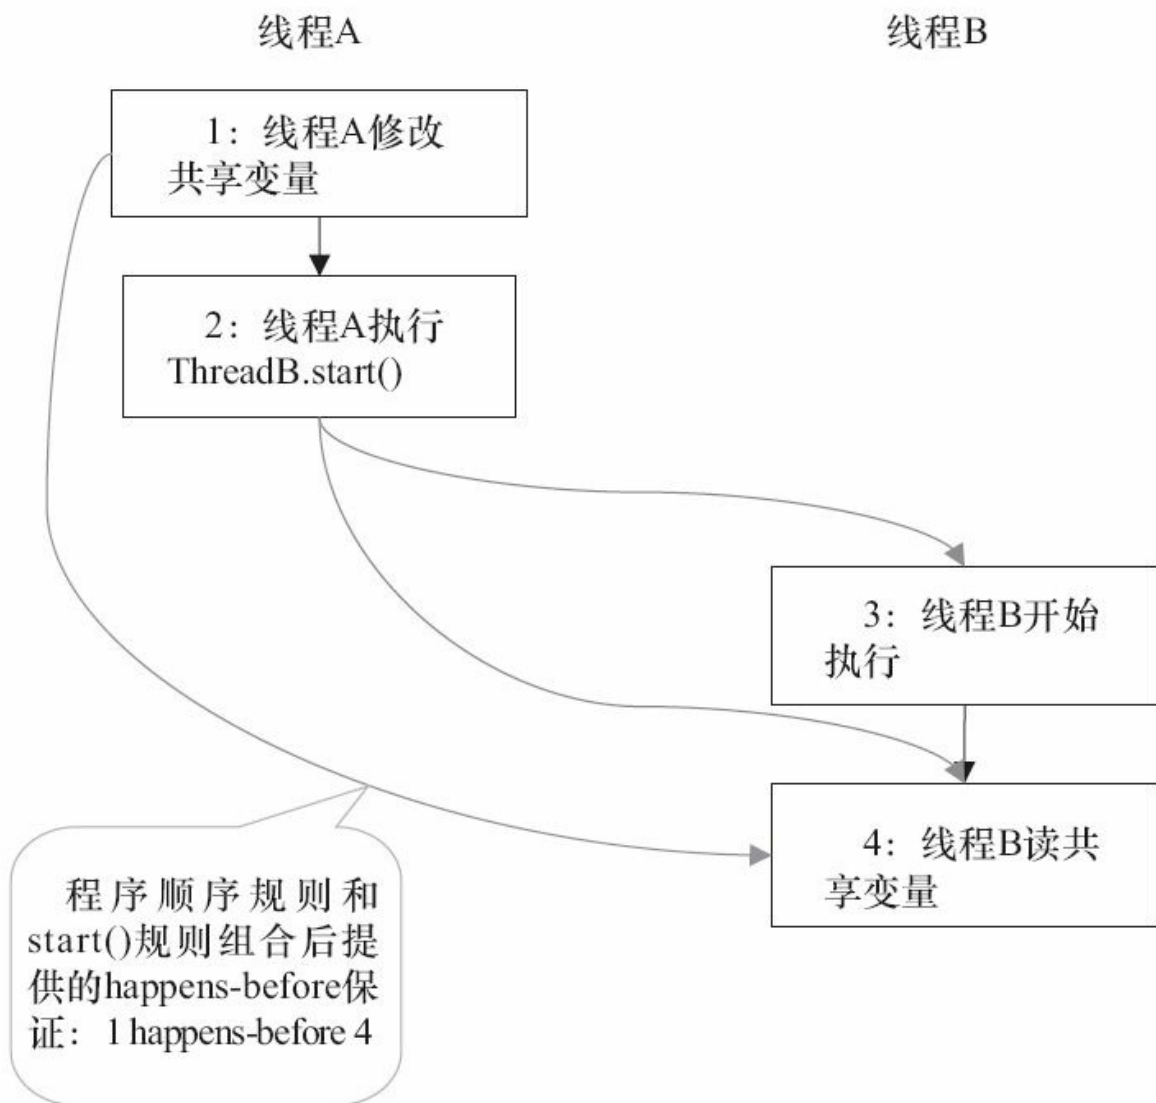 线程A
线程B
1：线程A修改
共享变量
2：线程A执行
ThreadB.start()
3：线程B开始
执行
4：线程B读共
享变量
程序顺序规则和
start()规则组合后提
供的happens-before保
证：1 happens-before 4